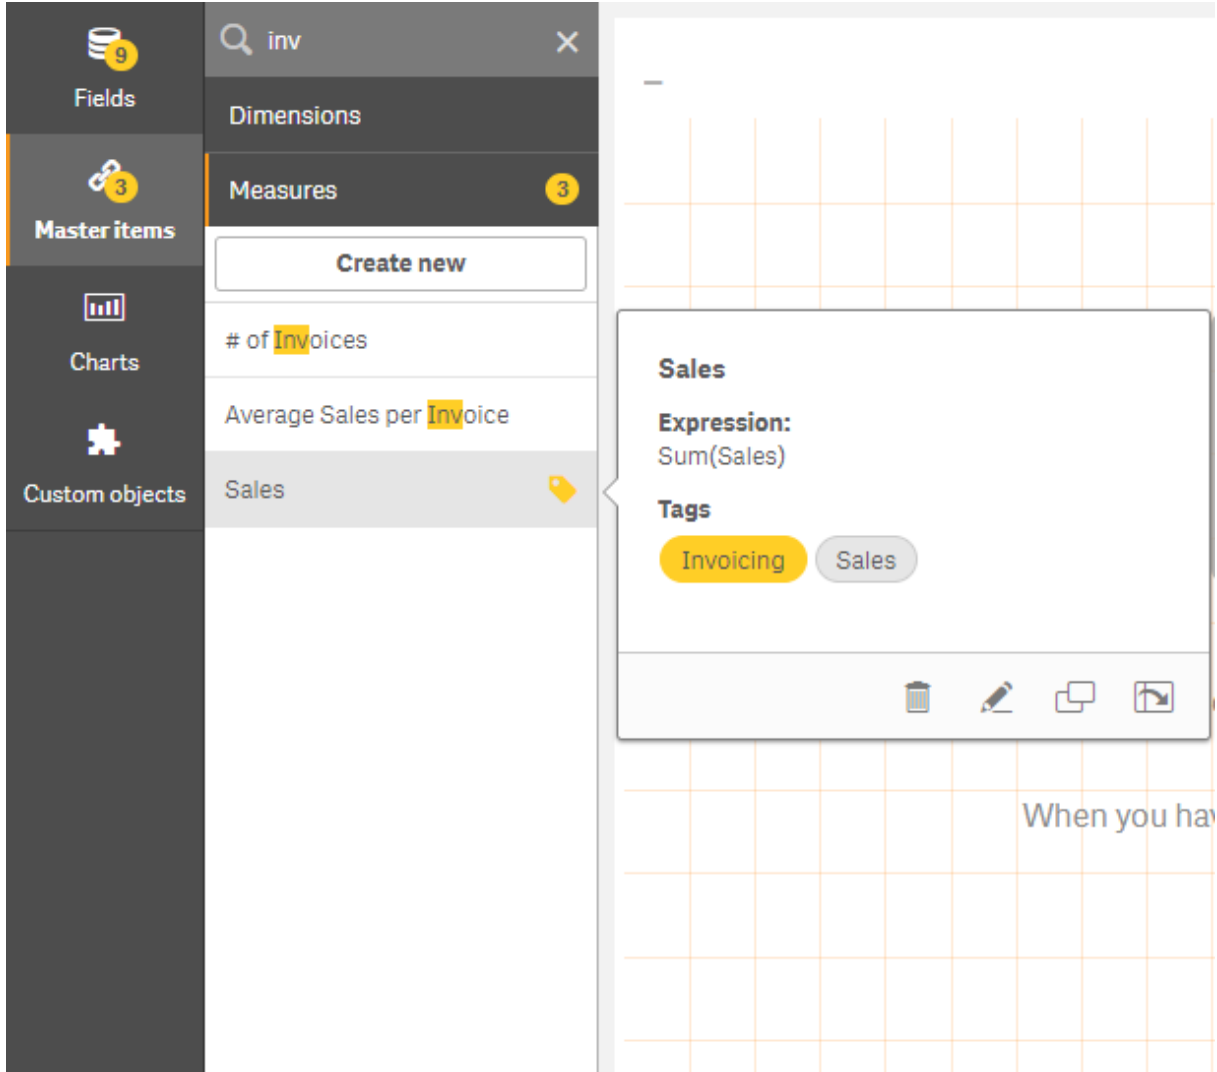 9
Fields
3
Master items
Charts
Custom objects
inv
Dimensions
Measures 3
Create new
# of Invoices
Average Sales per Invoice
Sales
–
Sales
Expression:
Sum(Sales)
Tags
Invoicing Sales
When you hav